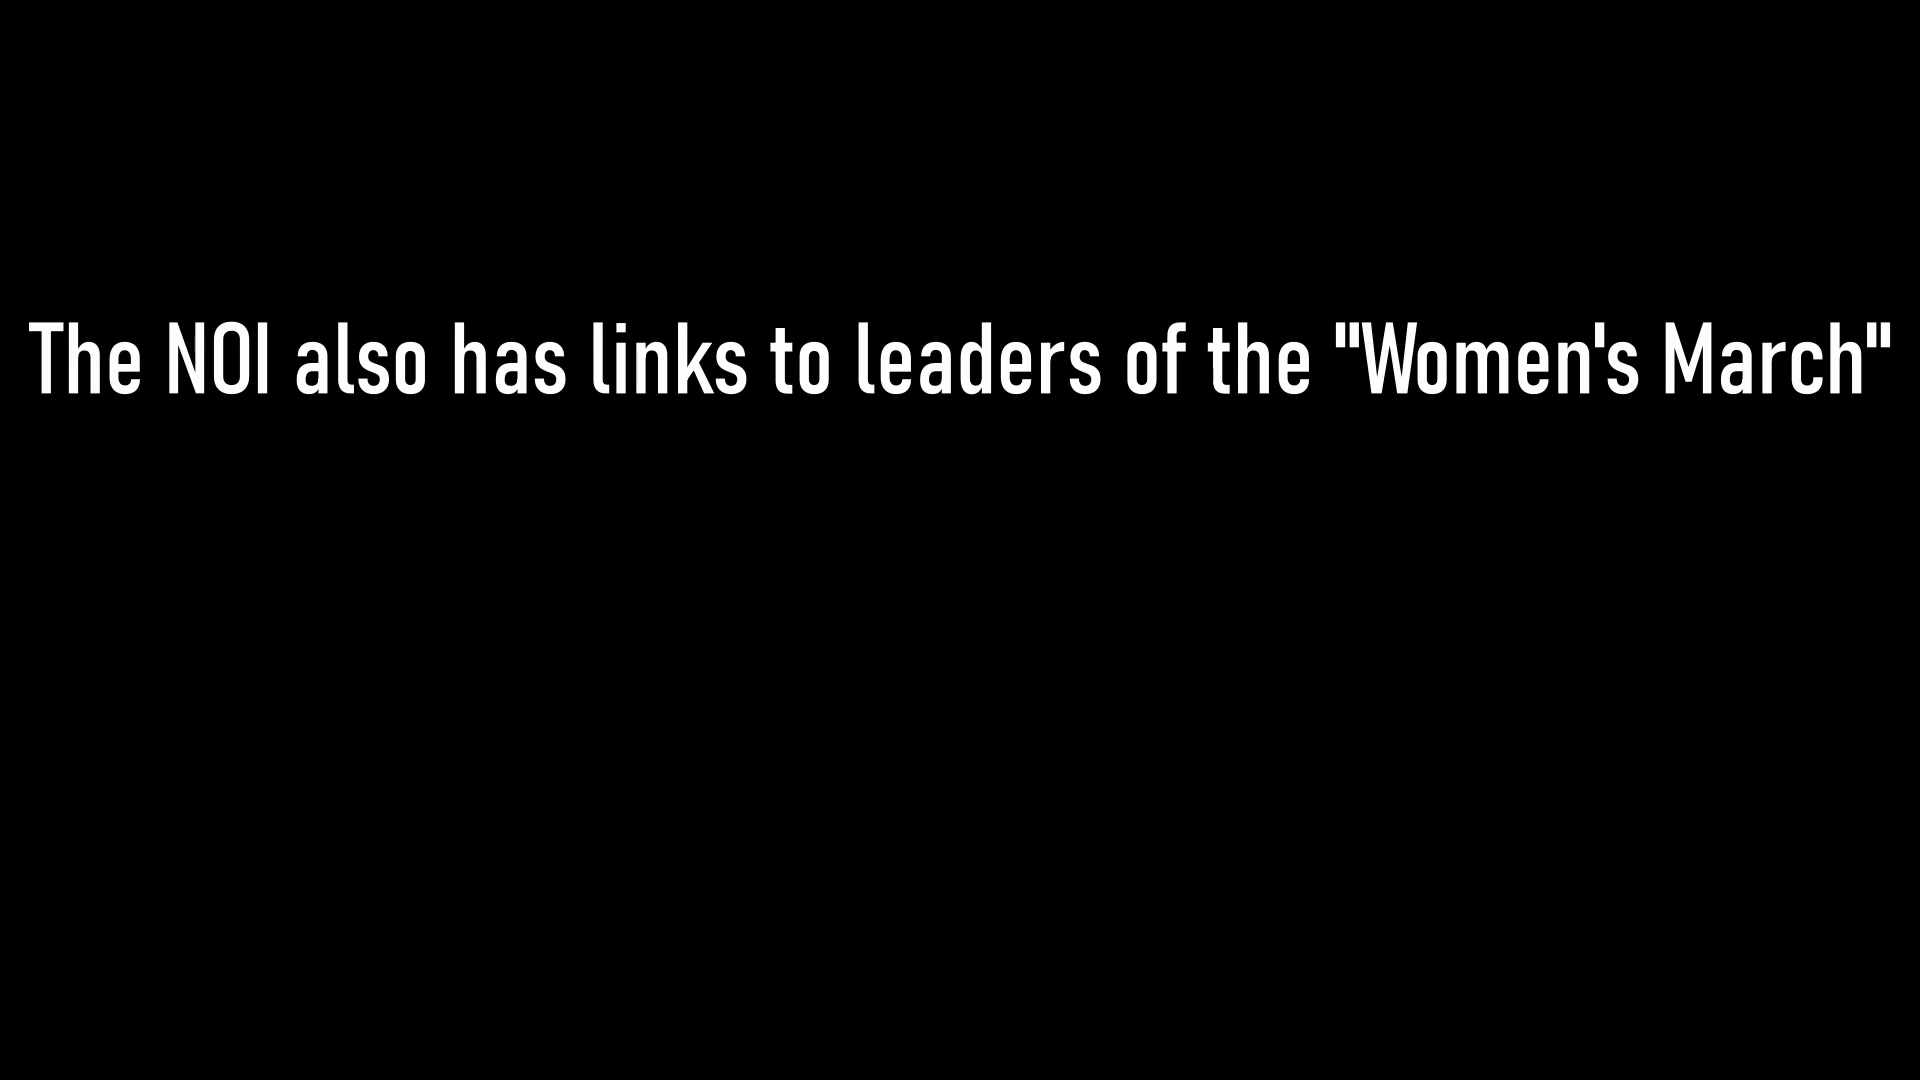 The NOI also has links to leaders of the "Women's March"